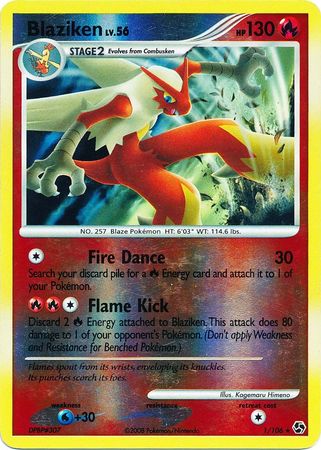 Blaziken LV.56 HP 130
STAGE2 Evolves from Combusken
NO. 257 Blaze Pokémon HT: 6'03" WT: 114.6 lbs.
Fire Dance 30
Search your discard pile for a Energy card and attach it to 1 of
your Pokémon.
Flame Kick
Discard 2 Energy attached to Blaziken. This attack does 80
damage to 1 of your opponent's Pokémon. (Don't apply Weakness
and Resistance for Benched Pokémon.)
Flames spout from its wrists, enveloping its knuckles.
Its punches scorch its foes.
Illus. Kagemaru Himeno
weakness resistance retreat cost
+30
DPBP#307 ©2008 Pokémon/Nintendo 1/106